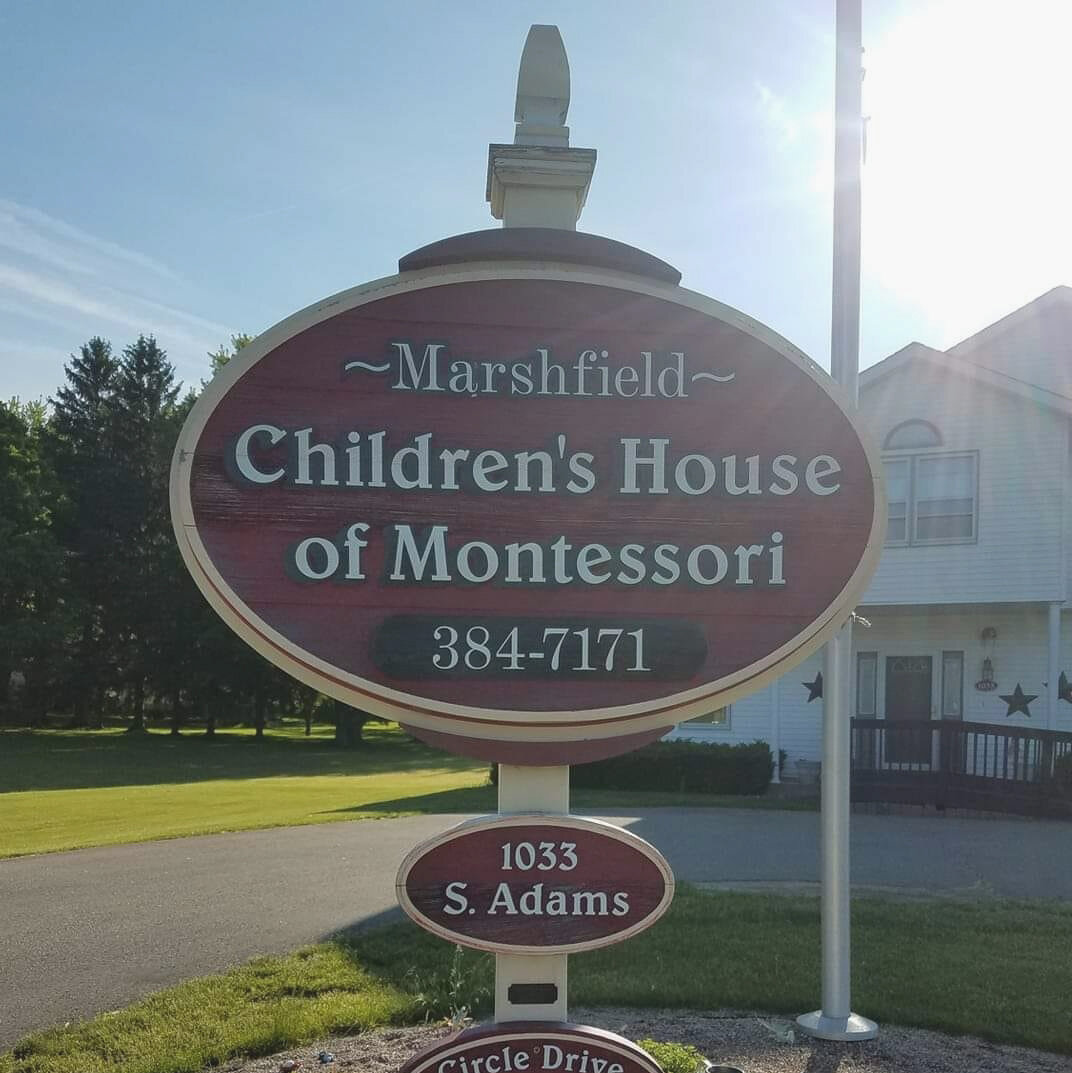 ~Marshfield~
Children's House
of Montessori
384-7171
1033
S. Adams
Circle Drive